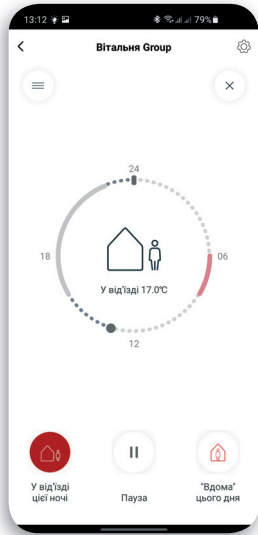 13:12 79%
Вітальня Group
24
18 06
У від'їзді 17.0°C
12
У від'їзді
цієї ночі
Пауза
"Вдома"
цього дня